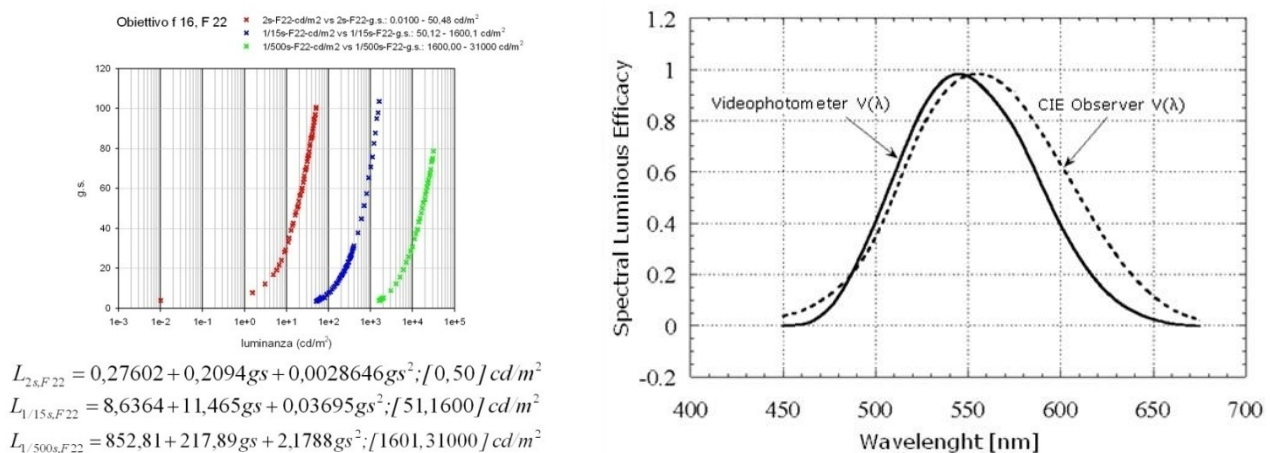 Obiettivo f 16, F 22
2s-F22-cd/m2 vs 2s-F22-g.s.: 0.0100 - 50,48 cd/m²
1/15s-F22-cd/m2 vs 1/15s-F22-g.s.: 50,12 - 1600,1 cd/m²
1/500s-F22-cd/m2 vs 1/500s-F22-g.s.: 1600,00 - 31000 cd/m²
120
100
80
60
40
20
0
g.s.
1e-3 1e-2 1e-1 1e+0 1e+1 1e+2 1e+3 1e+4 1e+5
luminanza (cd/m²)
L2s,F 22 = 0,27602 + 0,2094gs + 0,0028646gs²;[0,50] cd/m²
L1/15s,F 22 = 8,6364 + 11,465gs + 0,03695gs²;[51,1600] cd/m²
L1/500s,F 22 = 852,81 + 217,89gs + 2,1788gs²;[1601,31000] cd/m²
1.2
1
0.8
0.6
0.4
0.2
0
-0.2
Spectral Luminous Efficacy
Videophotometer V(λ)
CIE Observer V(λ)
400 450 500 550 600 650 700
Wavelenght [nm]